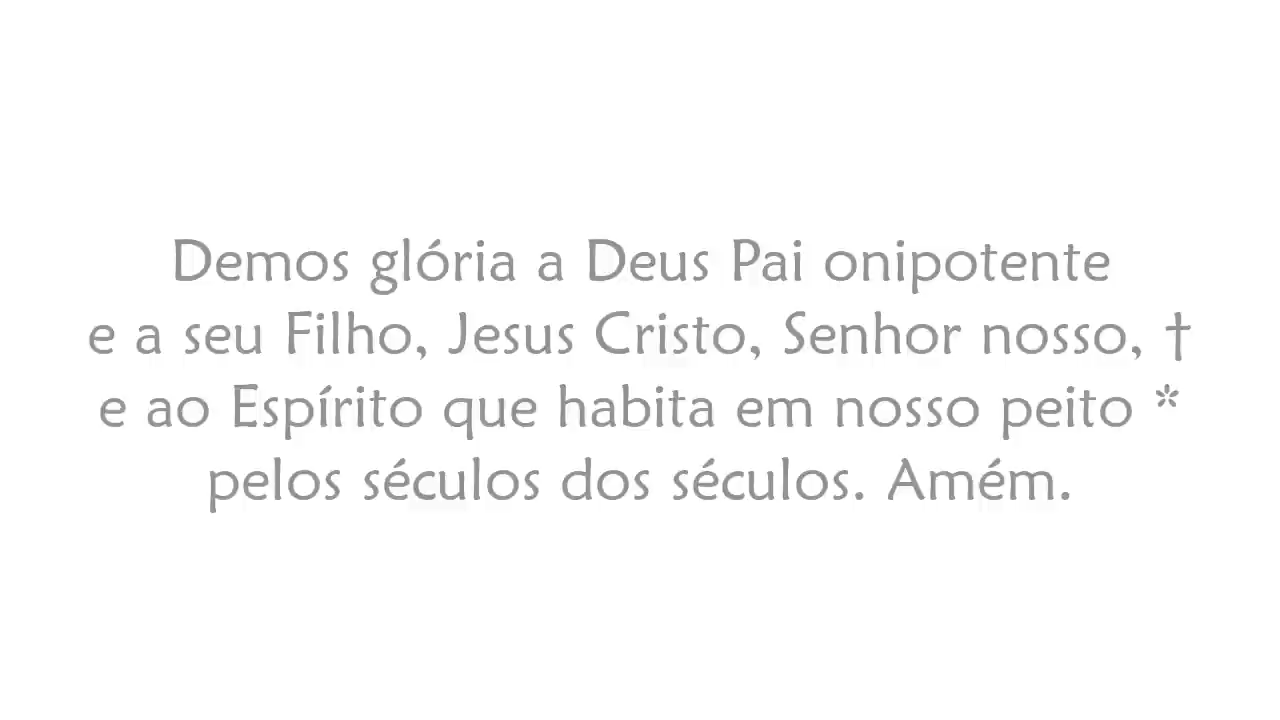 Demos glória a Deus Pai onipotente
e a seu Filho, Jesus Cristo, Senhor nosso, †
e ao Espírito que habita em nosso peito *
pelos séculos dos séculos. Amém.